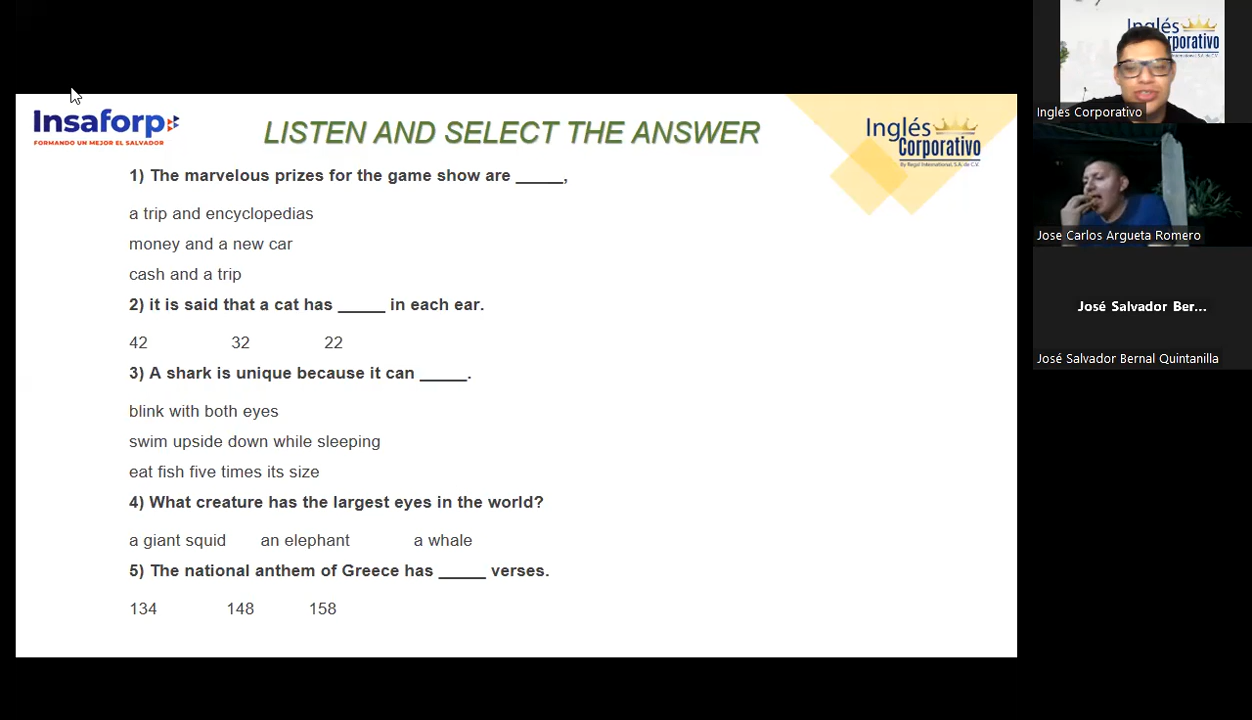 Insaforp
FORMANDO UN MEJOR EL SALVADOR
LISTEN AND SELECT THE ANSWER
Inglés
Corporativo
By Regal International, S.A. de C.V.
1) The marvelous prizes for the game show are _____,
a trip and encyclopedias
money and a new car
cash and a trip
2) it is said that a cat has _____ in each ear.
42 32 22
3) A shark is unique because it can _____.
blink with both eyes
swim upside down while sleeping
eat fish five times its size
4) What creature has the largest eyes in the world?
a giant squid an elephant a whale
5) The national anthem of Greece has _____ verses.
134 148 158
Inglés
Ingles Corporativo
Jose Carlos Argueta Romero
José Salvador Ber...
José Salvador Bernal Quintanilla